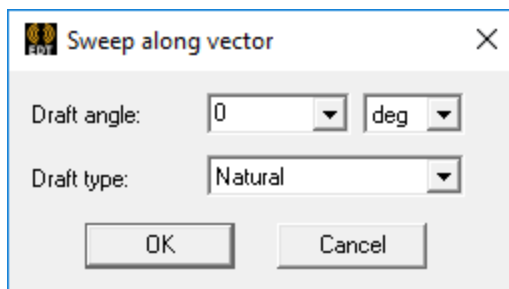 EDT Sweep along vector
Draft angle: 0 deg
Draft type: Natural
OK Cancel